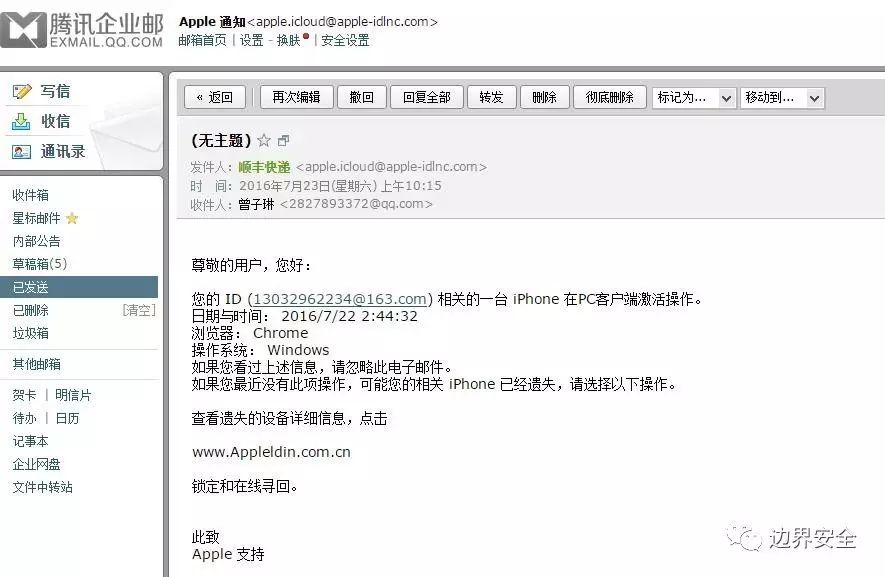 腾讯企业邮
EXMAIL.QQ.COM
Apple 通知<apple.icloud@apple-idlnc.com>
邮箱首页 | 设置 - 换肤 | 安全设置
写信
收信
通讯录
收件箱
星标邮件
内部公告
草稿箱(5)
已发送
已删除 [清空]
垃圾箱
其他邮箱
贺卡 | 明信片
待办 | 日历
记事本
企业网盘
文件中转站
« 返回 再次编辑 撤回 回复全部 转发 删除 彻底删除 标记为... 移动到...
(无主题)
发件人：顺丰快递 <apple.icloud@apple-idlnc.com>
时 间：2016年7月23日(星期六) 上午10:15
收件人：曾子琳 <2827893372@qq.com>
尊敬的用户，您好：
您的 ID (13032962234@163.com) 相关的一台 iPhone 在PC客户端激活操作。
日期与时间： 2016/7/22 2:44:32
浏览器： Chrome
操作系统： Windows
如果您看过上述信息，请忽略此电子邮件。
如果您最近没有此项操作，可能您的相关 iPhone 已经遗失，请选择以下操作。
查看遗失的设备详细信息，点击
www.Appleldin.com.cn
锁定和在线寻回。
此致
Apple 支持
边界安全